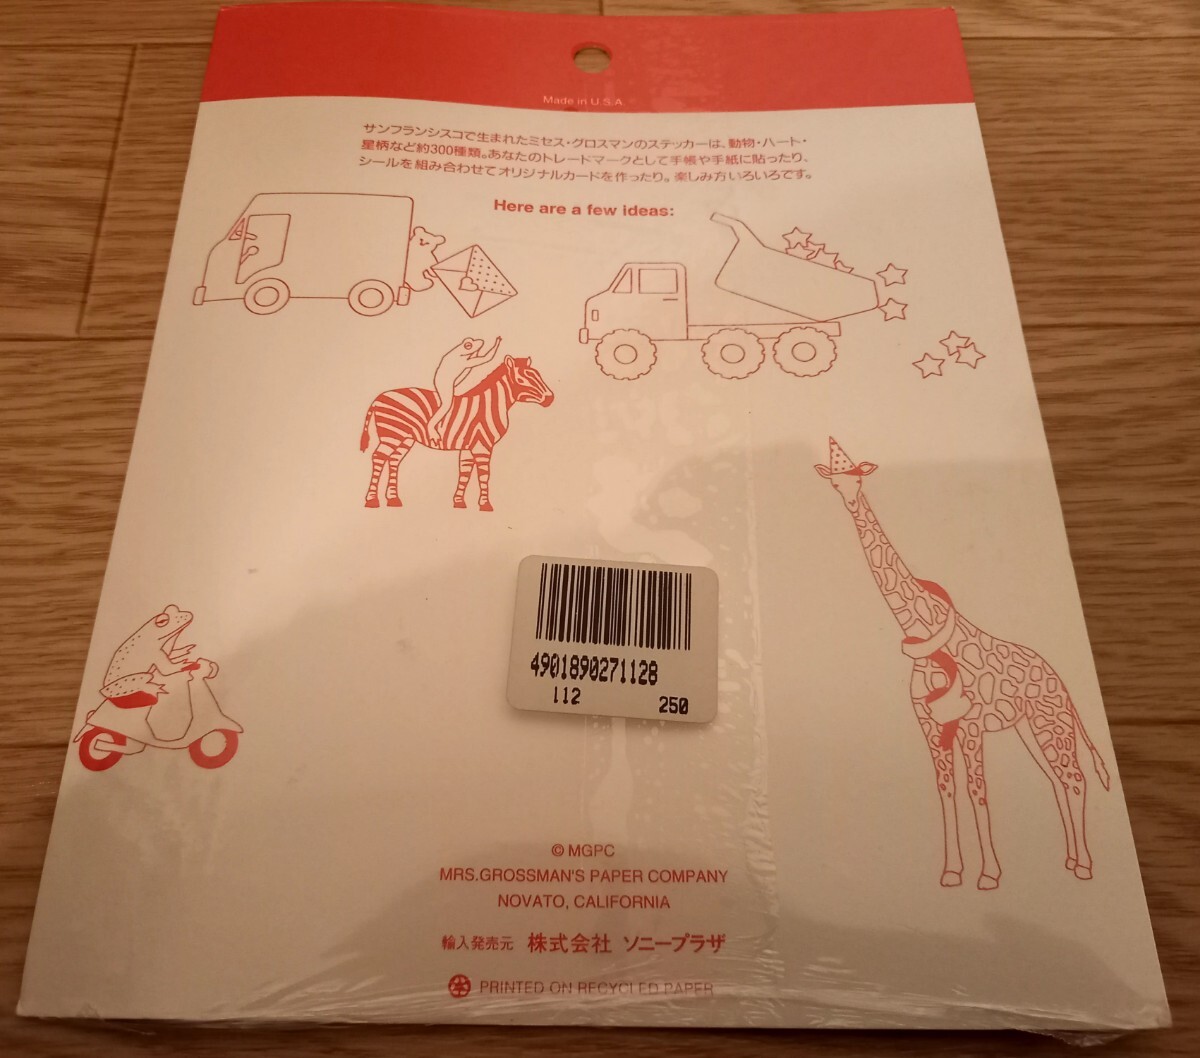 Made in U.S.A
サンフランシスコで生まれたミセス・グロスマンのステッカーは、動物・ハート・
星柄など約300種類。あなたのトレードマークとして手帳や手紙に貼ったり、
シールを組み合わせてオリジナルカードを作ったり。楽しみ方いろいろです。
Here are a few ideas:
4901890271128
112 250
© MGPC
MRS.GROSSMAN'S PAPER COMPANY
NOVATO, CALIFORNIA
輸入発売元 株式会社 ソニープラザ
PRINTED ON RECYCLED PAPER